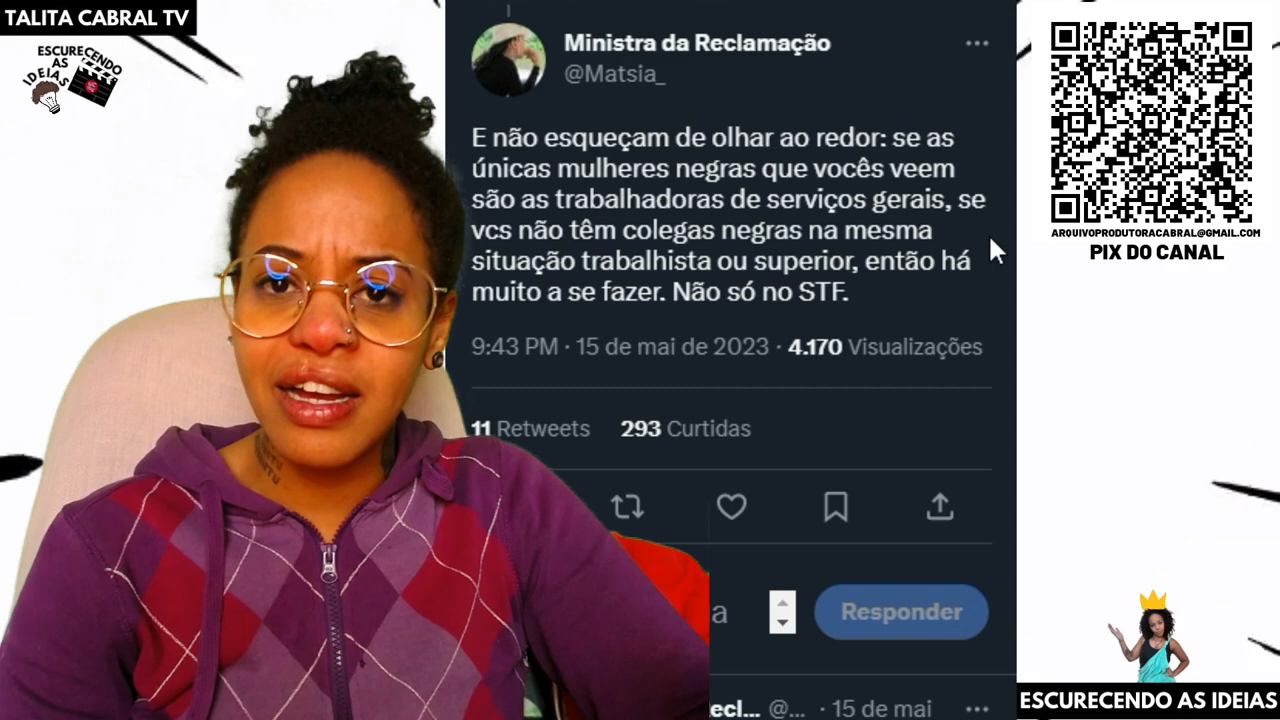 TALITA CABRAL TV
ESCURECENDO
AS
IDEIAS
Ministra da Reclamação
@Matsia_
E não esqueçam de olhar ao redor: se as
únicas mulheres negras que vocês veem
são as trabalhadoras de serviços gerais, se
vcs não têm colegas negras na mesma
situação trabalhista ou superior, então há
muito a se fazer. Não só no STF.
9:43 PM · 15 de mai de 2023 · 4.170 Visualizações
11 Retweets 293 Curtidas
a
Responder
ecl... @... · 15 de mai
ARQUIVOPRODUTORACABRAL@GMAIL.COM
PIX DO CANAL
ESCURECENDO AS IDEIAS